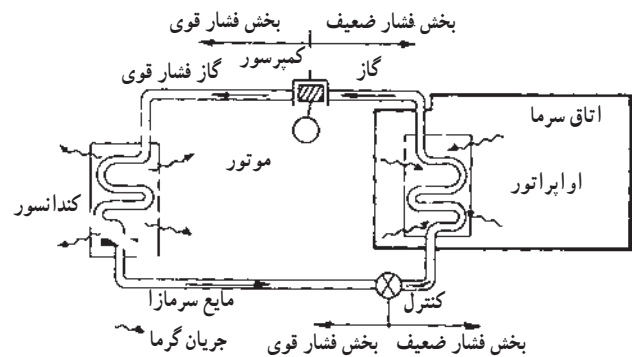 بخش فشار قوی
بخش فشار ضعیف
کمپرسور
گاز فشار قوی
گاز
اتاق سرما
موتور
اواپراتور
کندانسور
مایع سرمازا
کنترل
جریان گرما
بخش فشار قوی
بخش فشار ضعیف